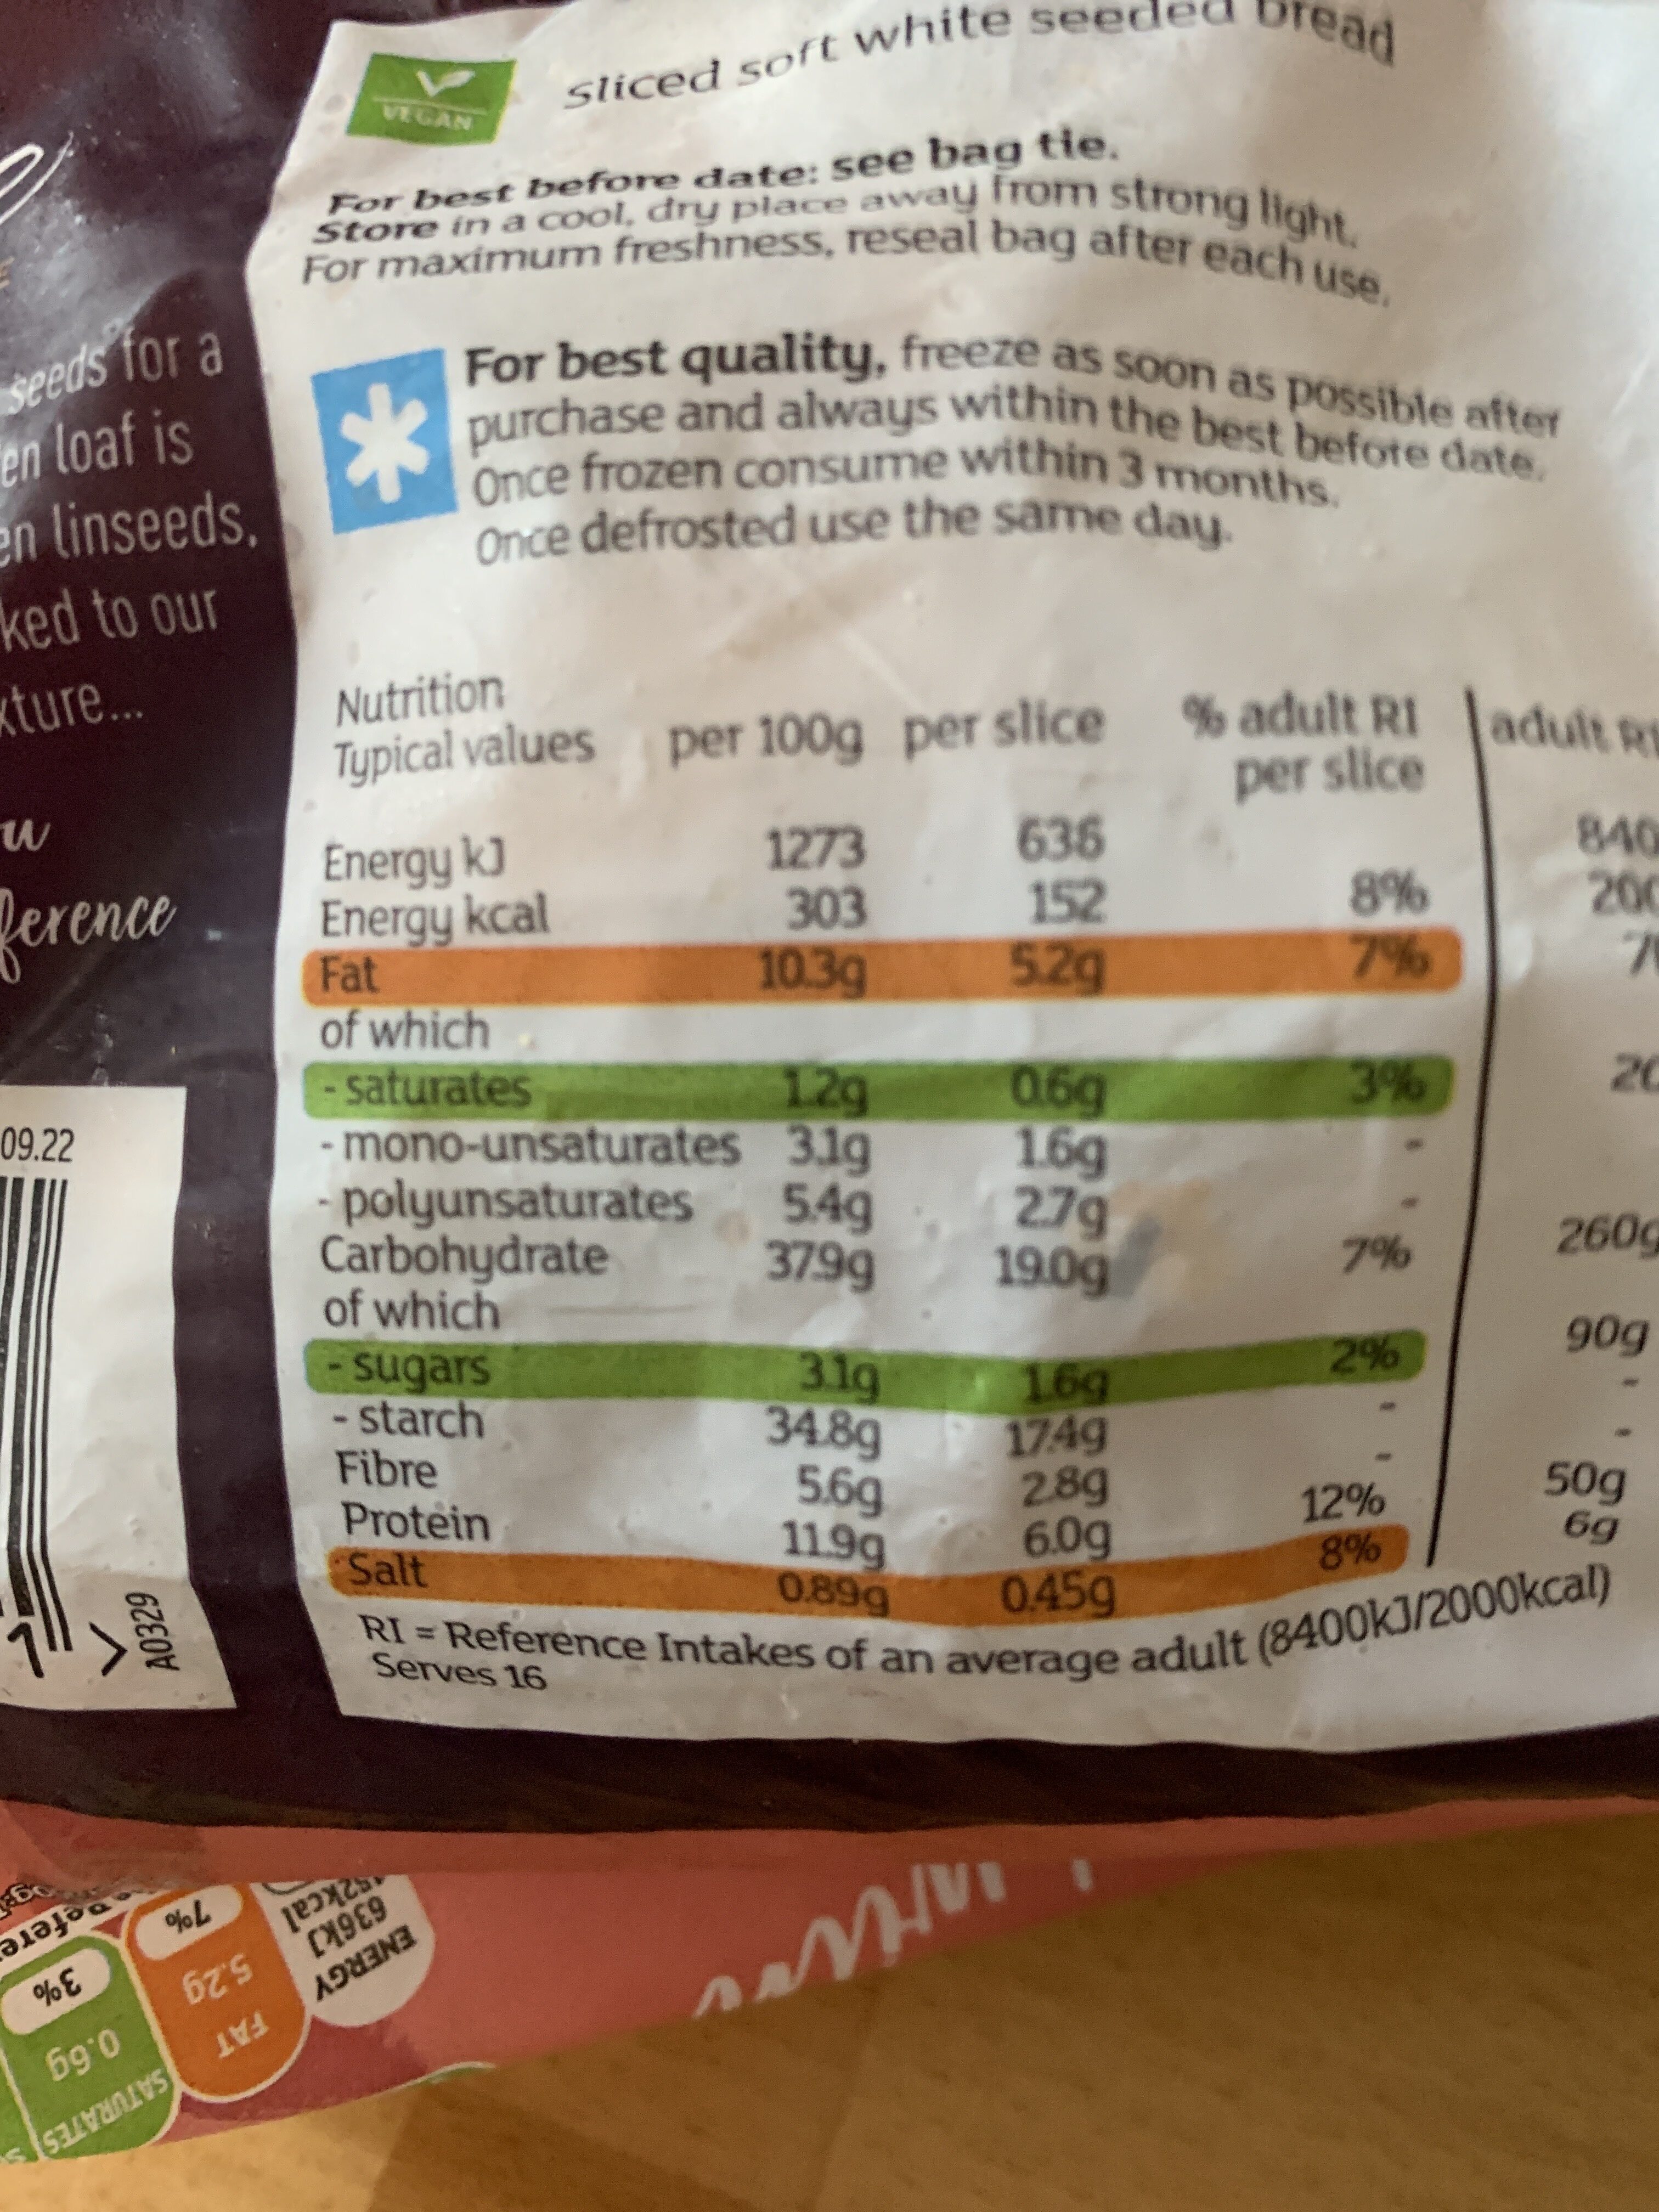 VEGAN
Sliced soft white seeded bread
For best before date: see bag tie.
Store in a cool, dry place away from strong light.
For maximum freshness, reseal bag after each use.
For best quality, freeze as soon as possible after
purchase and always within the best before date.
Once frozen consume within 3 months.
Once defrosted use the same day.
seeds for a
en loaf is
en linseeds,
ked to our
xture...
u
ference
09.22
A0329
Nutrition
Typical values per 100g per slice % adult RI per slice adult RI
Energy kJ 1273 636 840
Energy kcal 303 152 8% 200
Fat 10.3g 5.2g 7% 70
of which
- saturates 1.2g 0.6g 3% 20
- mono-unsaturates 3.1g 1.6g -
- polyunsaturates 5.4g 2.7g -
Carbohydrate 37.9g 19.0g 7% 260g
of which
- sugars 3.1g 1.6g 2% 90g
- starch 34.8g 17.4g - -
Fibre 5.6g 2.8g - -
Protein 11.9g 6.0g 12% 50g
Salt 0.89g 0.45g 8% 6g
RI = Reference Intakes of an average adult (8400kJ/2000kcal)
Serves 16
ENERGY
636kJ
152kcal
FAT
5.2g
7%
SATURATES
0.6g
3%